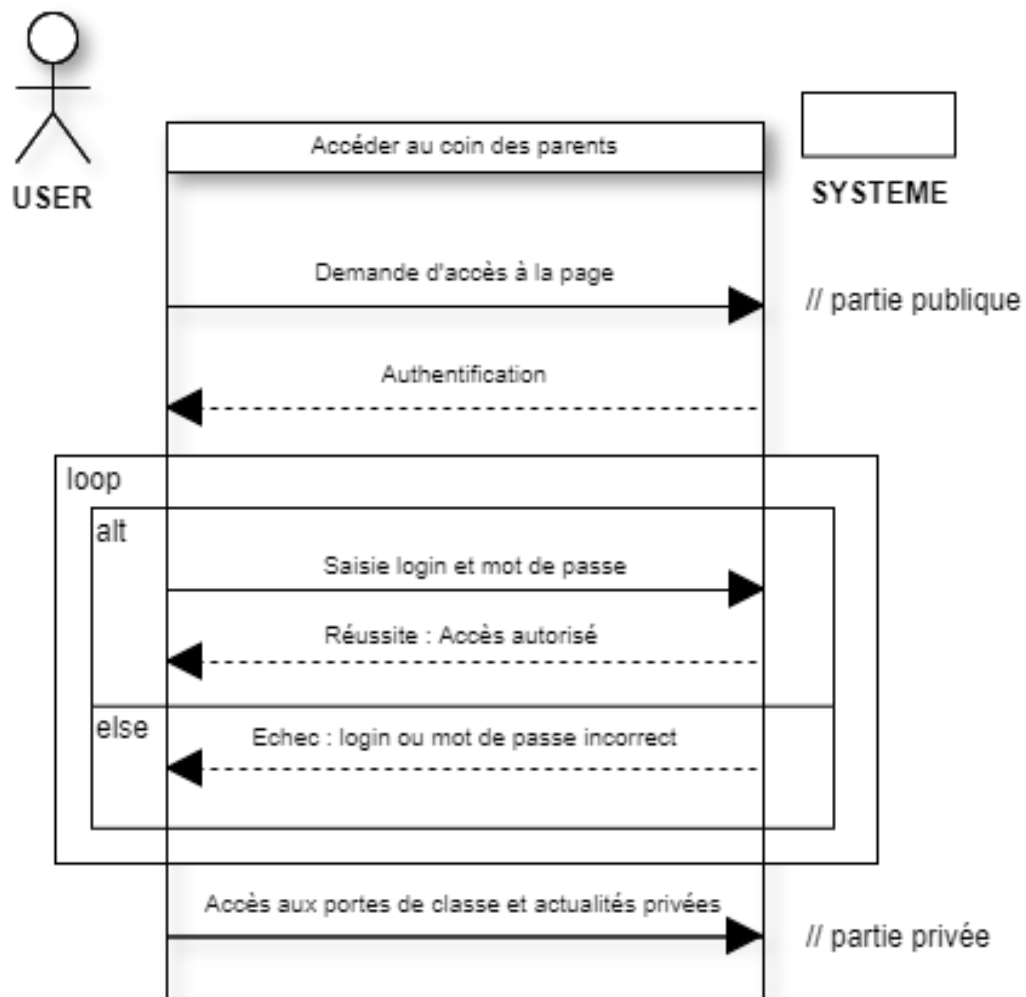 USER
Accéder au coin des parents
SYSTEME
Demande d'accès à la page
// partie publique
Authentification
loop
alt
Saisie login et mot de passe
Réussite : Accès autorisé
else
Echec : login ou mot de passe incorrect
Accès aux portes de classe et actualités privées
// partie privée